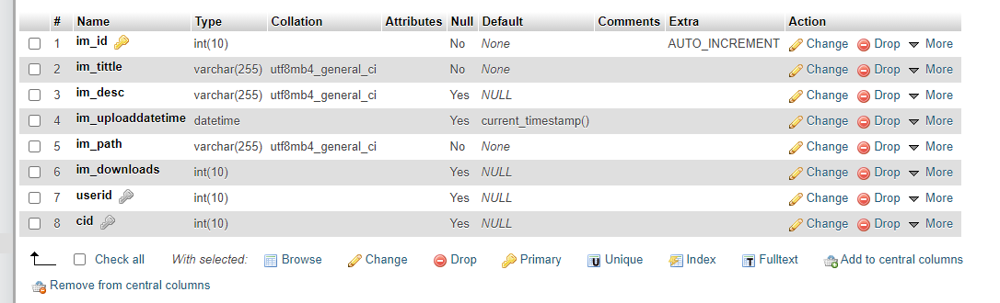 # Name Type Collation Attributes Null Default Comments Extra Action
1 im_id int(10) No None AUTO_INCREMENT Change Drop More
2 im_tittle varchar(255) utf8mb4_general_ci No None Change Drop More
3 im_desc varchar(255) utf8mb4_general_ci Yes NULL Change Drop More
4 im_uploaddatetime datetime Yes current_timestamp() Change Drop More
5 im_path varchar(255) utf8mb4_general_ci No None Change Drop More
6 im_downloads int(10) Yes NULL Change Drop More
7 userid int(10) Yes NULL Change Drop More
8 cid int(10) Yes NULL Change Drop More
Check all With selected: Browse Change Drop Primary Unique Index Fulltext Add to central columns
Remove from central columns